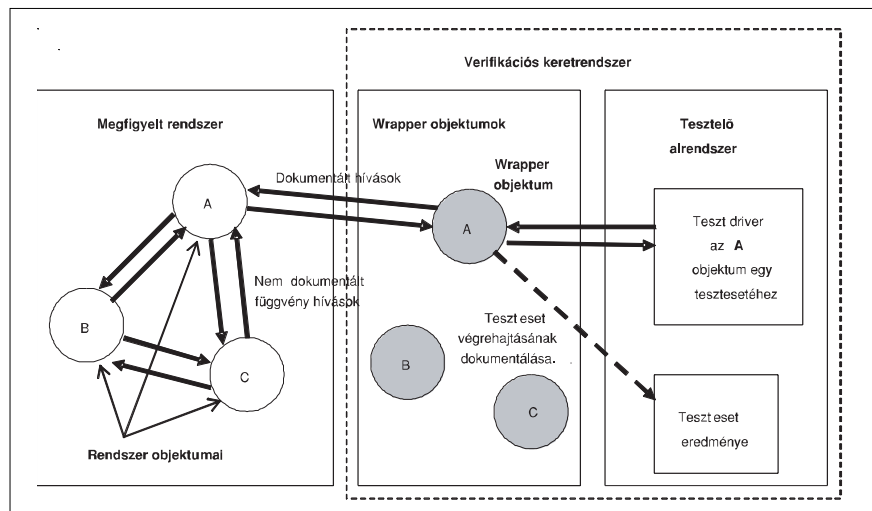 Verifikációs keretrendszer
Megfigyelt rendszer
Wrapper objektumok
Tesztelő
alrendszer
A
Dokumentált hívások
Wrapper
objektum
A
Teszt driver
az A
objektum egy
tesztesetéhez
Nem dokumentált
függvény hívások
B
C
Rendszer objektumai
B
Teszt eset
végrehajtásának
dokumentálása.
C
Teszt eset
eredménye